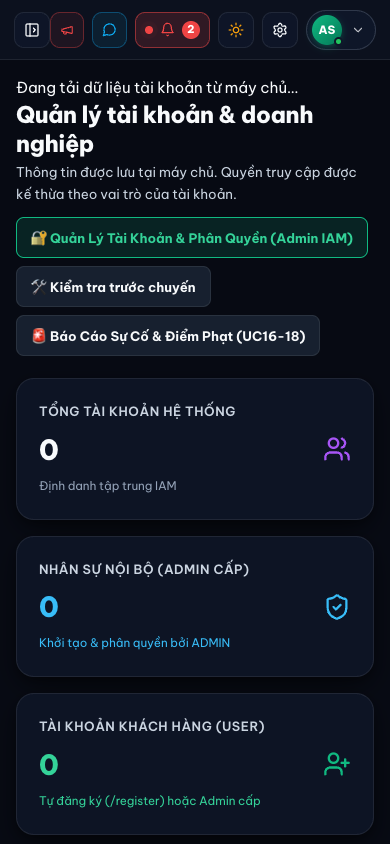 2
AS
Đang tải dữ liệu tài khoản từ máy chủ...
Quản lý tài khoản & doanh
nghiệp
Thông tin được lưu tại máy chủ. Quyền truy cập được
kế thừa theo vai trò của tài khoản.
🔐 Quản Lý Tài Khoản & Phân Quyền (Admin IAM)
🛠️ Kiểm tra trước chuyến
🚨 Báo Cáo Sự Cố & Điểm Phạt (UC16-18)
TỔNG TÀI KHOẢN HỆ THỐNG
0
Định danh tập trung IAM
NHÂN SỰ NỘI BỘ (ADMIN CẤP)
0
Khởi tạo & phân quyền bởi ADMIN
TÀI KHOẢN KHÁCH HÀNG (USER)
0
Tự đăng ký (/register) hoặc Admin cấp